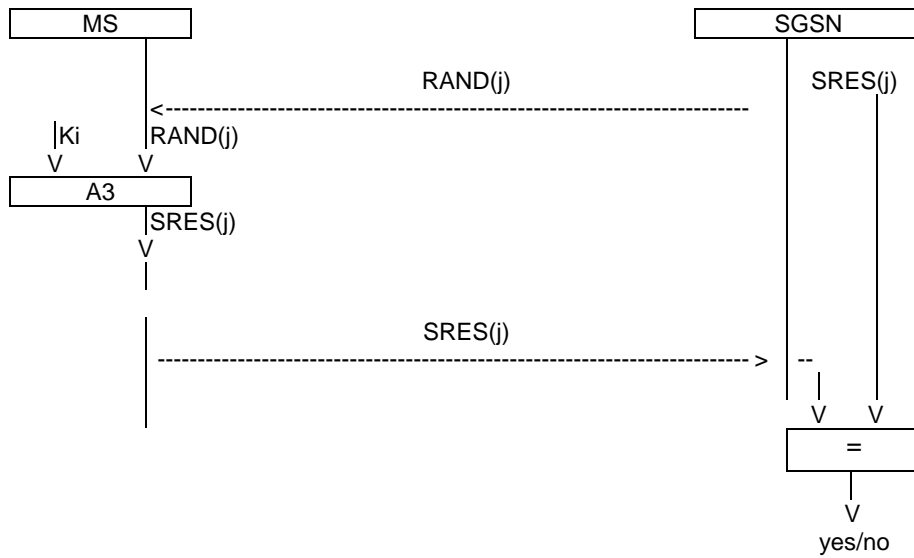 MS SGSN
RAND(j) SRES(j)
<-----------------------------------------------------------------
Ki RAND(j)
V V
A3
SRES(j)
V
SRES(j)
----------------------------------------------------------------- > --
V V
=
V
yes/no